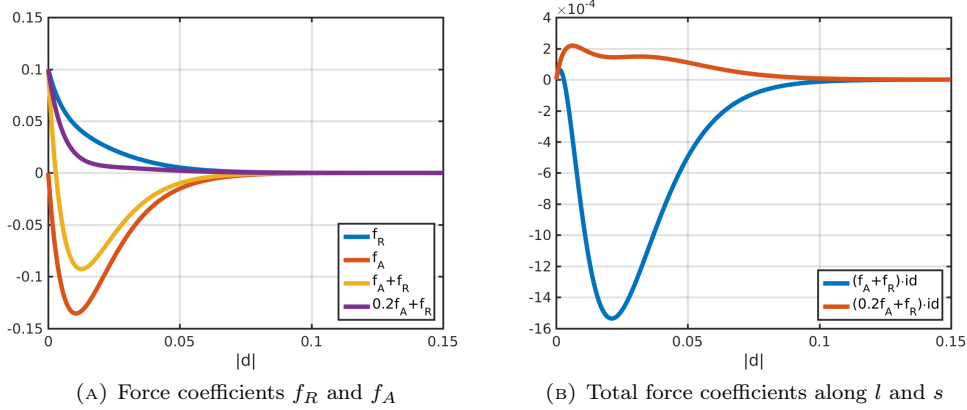 0.15
0.1
0.05
0
-0.05
-0.1
-0.15
0
0.05
0.1
0.15
|d|
f_R
f_A
f_A+f_R
0.2f_A+f_R
(A) Force coefficients f_R and f_A
×10^-4
4
2
0
-2
-4
-6
-8
-10
-12
-14
-16
0
0.05
0.1
0.15
|d|
(f_A+f_R)·id
(0.2f_A+f_R)·id
(B) Total force coefficients along l and s